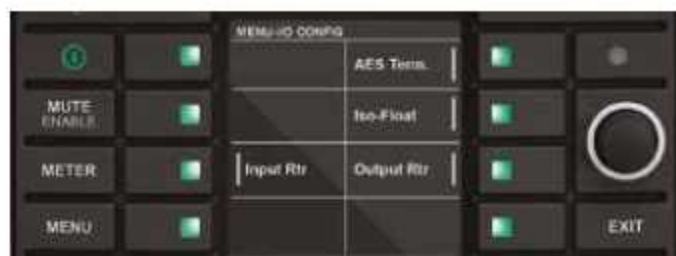 MENU-IO CONFIG
AES Term.
MUTE
ENABLE
Iso-Float
METER
Input Rtr
Output Rtr
MENU
EXIT